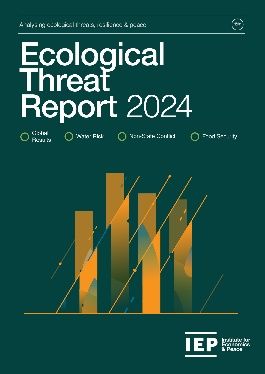 Analysing ecological threats, resilience & peace
Ecological
Threat
Report 2024
Global
Results
Water Risk
Non-State Conflict
Food Security
IEP
Institute for
Economics
& Peace